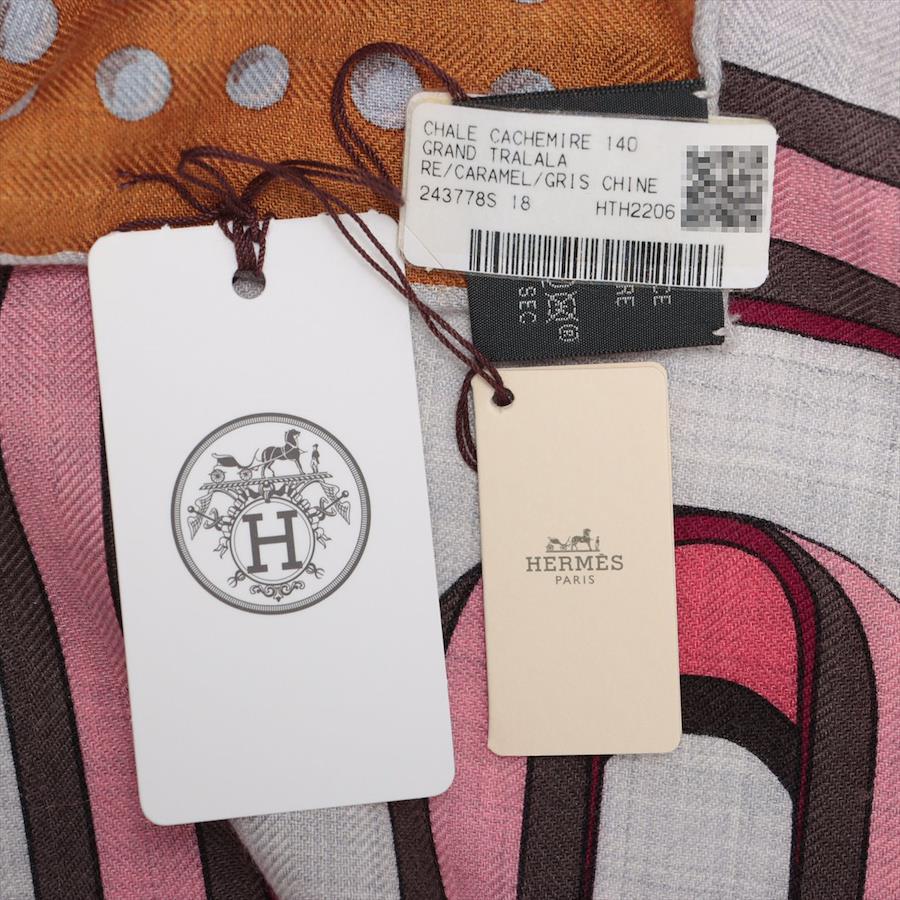 CHALE CACHEMIRE 140
GRAND TRALALA
RE/CARAMEL/GRIS CHINE
243778S 18 HTH2206
SEC
H
HERMÈS
PARIS